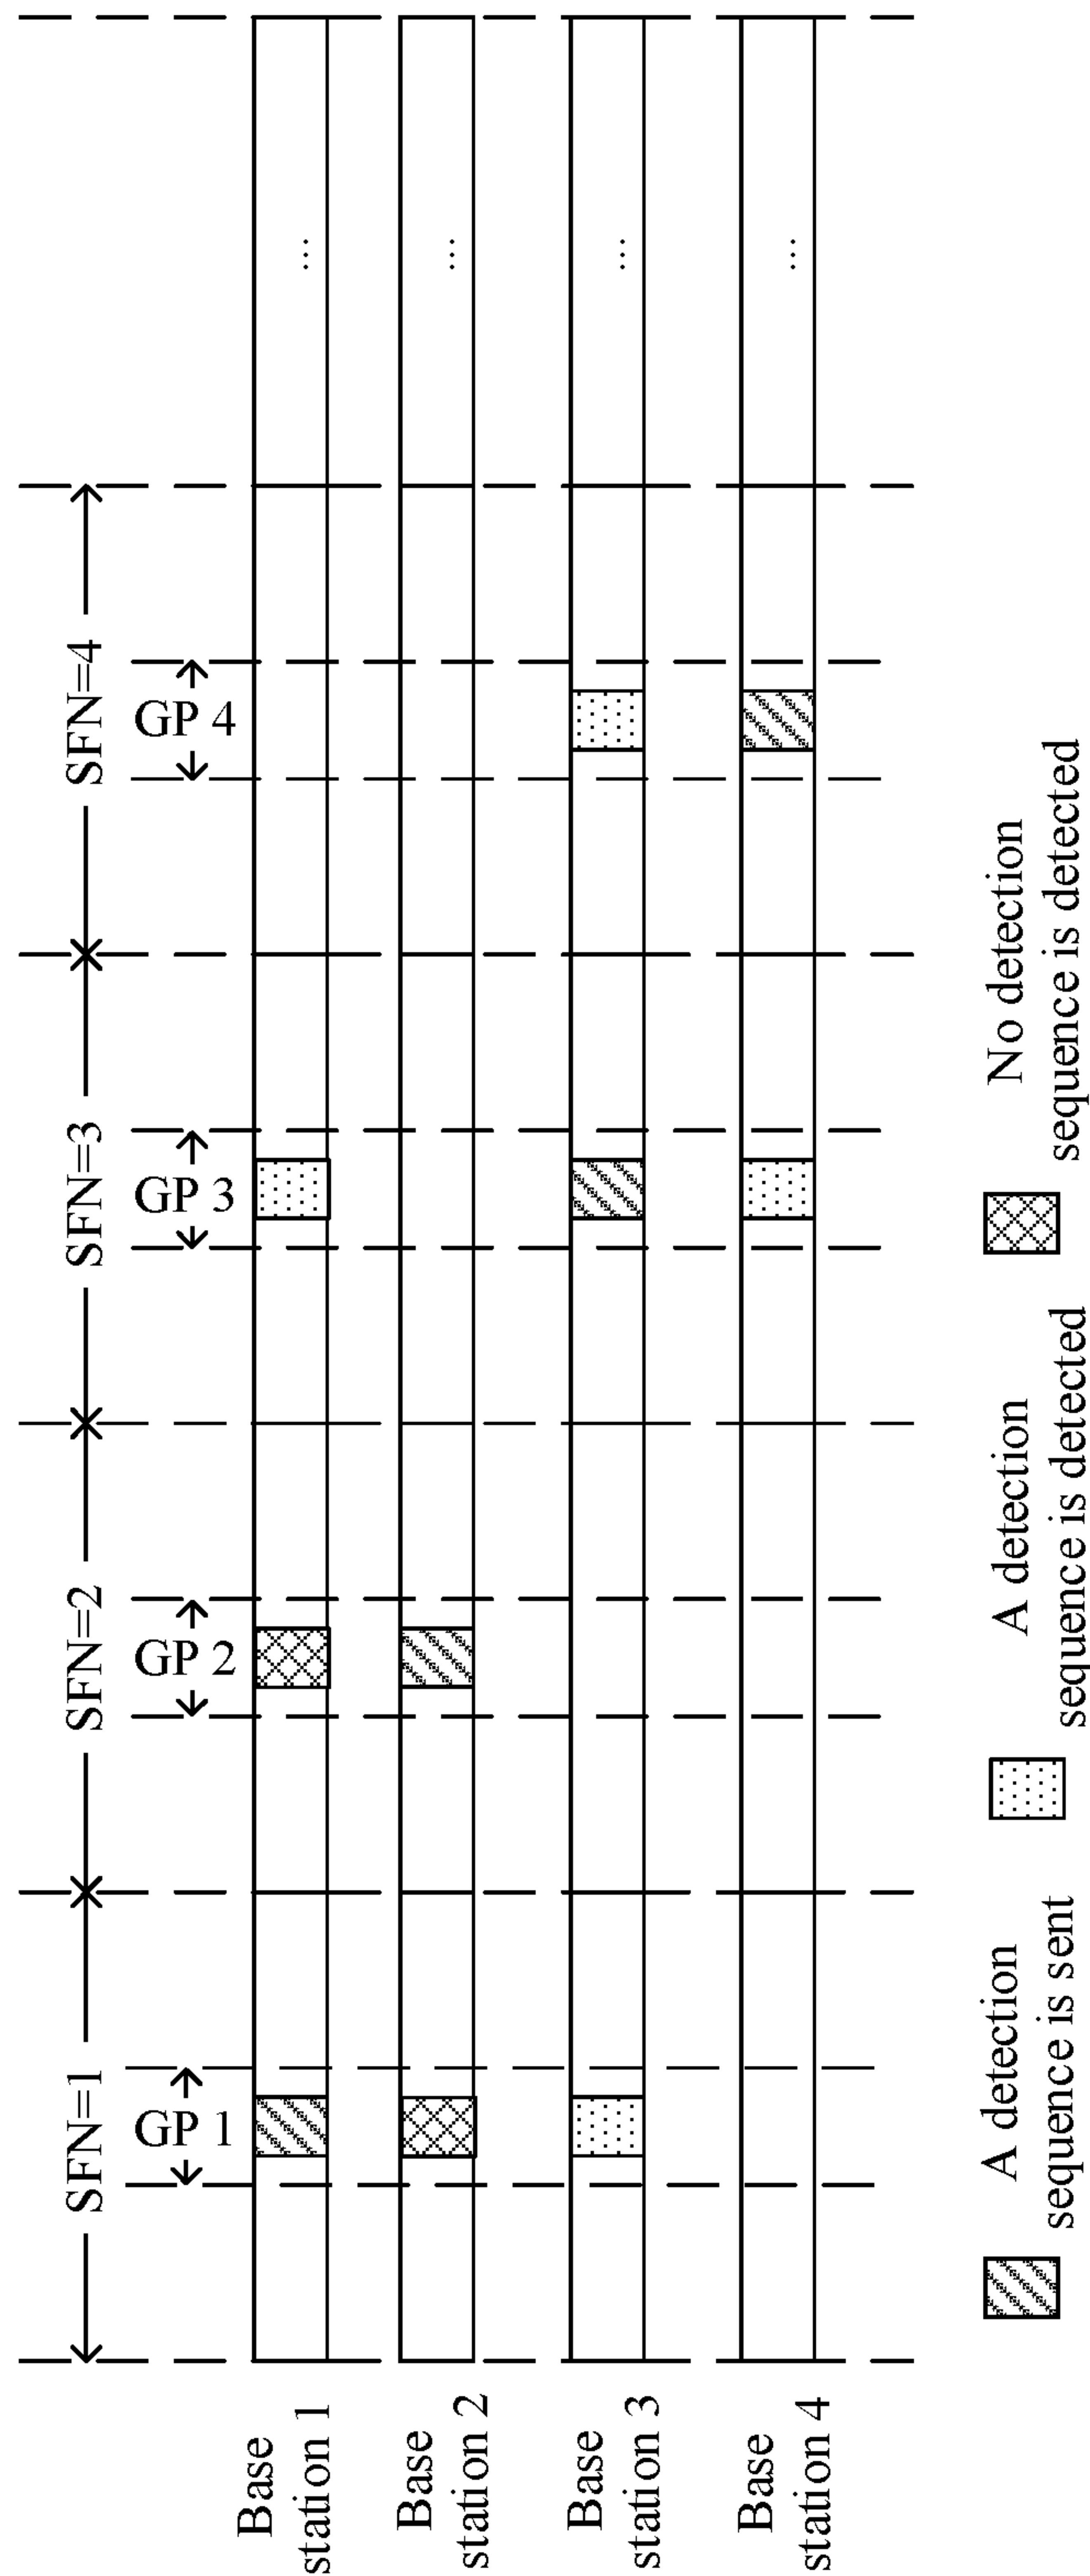 SFN=1
SFN=2
SFN=3
SFN=4
GP 1
GP 2
GP 3
GP 4
Base
station 1
...
Base
station 2
...
Base
station 3
...
Base
station 4
...
A detection
sequence is sent
A detection
sequence is detected
No detection
sequence is detected